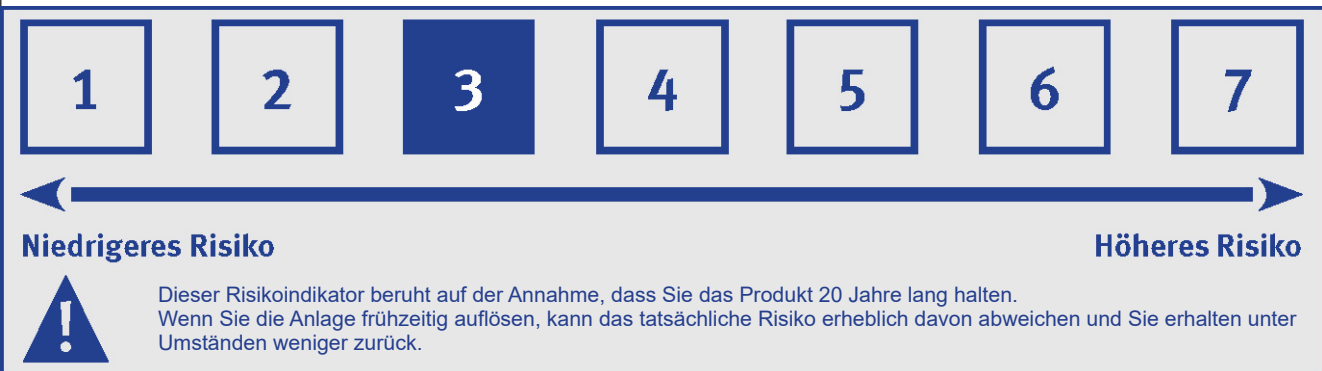 1 2 3 4 5 6 7
Niedrigeres Risiko Höheres Risiko
!
Dieser Risikoindikator beruht auf der Annahme, dass Sie das Produkt 20 Jahre lang halten.
Wenn Sie die Anlage frühzeitig auflösen, kann das tatsächliche Risiko erheblich davon abweichen und Sie erhalten unter
Umständen weniger zurück.